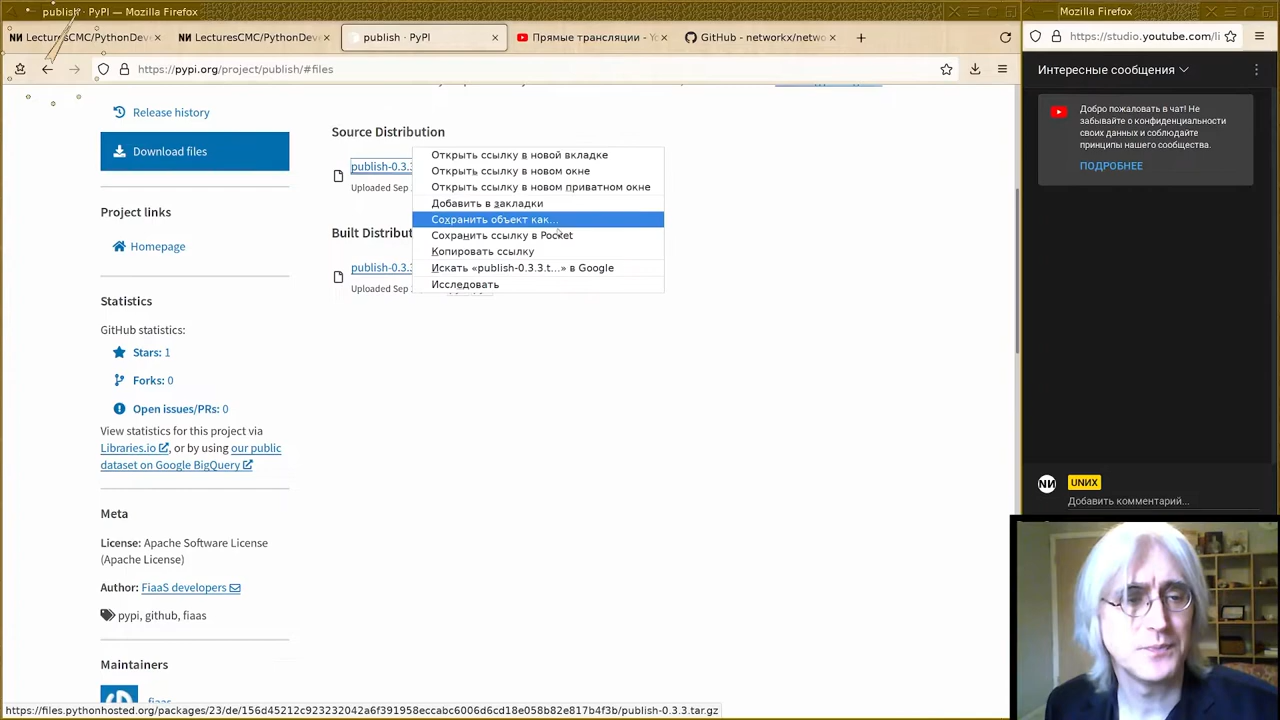 publish · PyPI — Mozilla Firefox
Mozilla Firefox
LecturesCMC/PythonDev
LecturesCMC/PythonDev
publish · PyPI
Прямые трансляции - Yo
GitHub - networkx/netwo
https://pypi.org/project/publish/#files
https://studio.youtube.com/li
Интересные сообщения
Добро пожаловать в чат! Не
забывайте о конфиденциальности
своих данных и соблюдайте
принципы нашего сообщества.
ПОДРОБНЕЕ
Release history
Download files
Project links
Homepage
Statistics
GitHub statistics:
Stars: 1
Forks: 0
Open issues/PRs: 0
View statistics for this project via
Libraries.io, or by using our public
dataset on Google BigQuery
Meta
License: Apache Software License
(Apache License)
Author: FiaaS developers
pypi, github, fiaas
Maintainers
fiaas
Source Distribution
publish-0.3.3
Uploaded Sep
Built Distribut
publish-0.3.3
Uploaded Sep
Открыть ссылку в новой вкладке
Открыть ссылку в новом окне
Открыть ссылку в новом приватном окне
Добавить в закладки
Сохранить объект как...
Сохранить ссылку в Pocket
Копировать ссылку
Искать «publish-0.3.3.t...» в Google
Исследовать
NИ
UNИX
Добавить комментарий...
https://files.pythonhosted.org/packages/23/de/156d45212c923232042a6f391958eccabc6006d6cd18e058b82e817b4f3b/publish-0.3.3.tar.gz